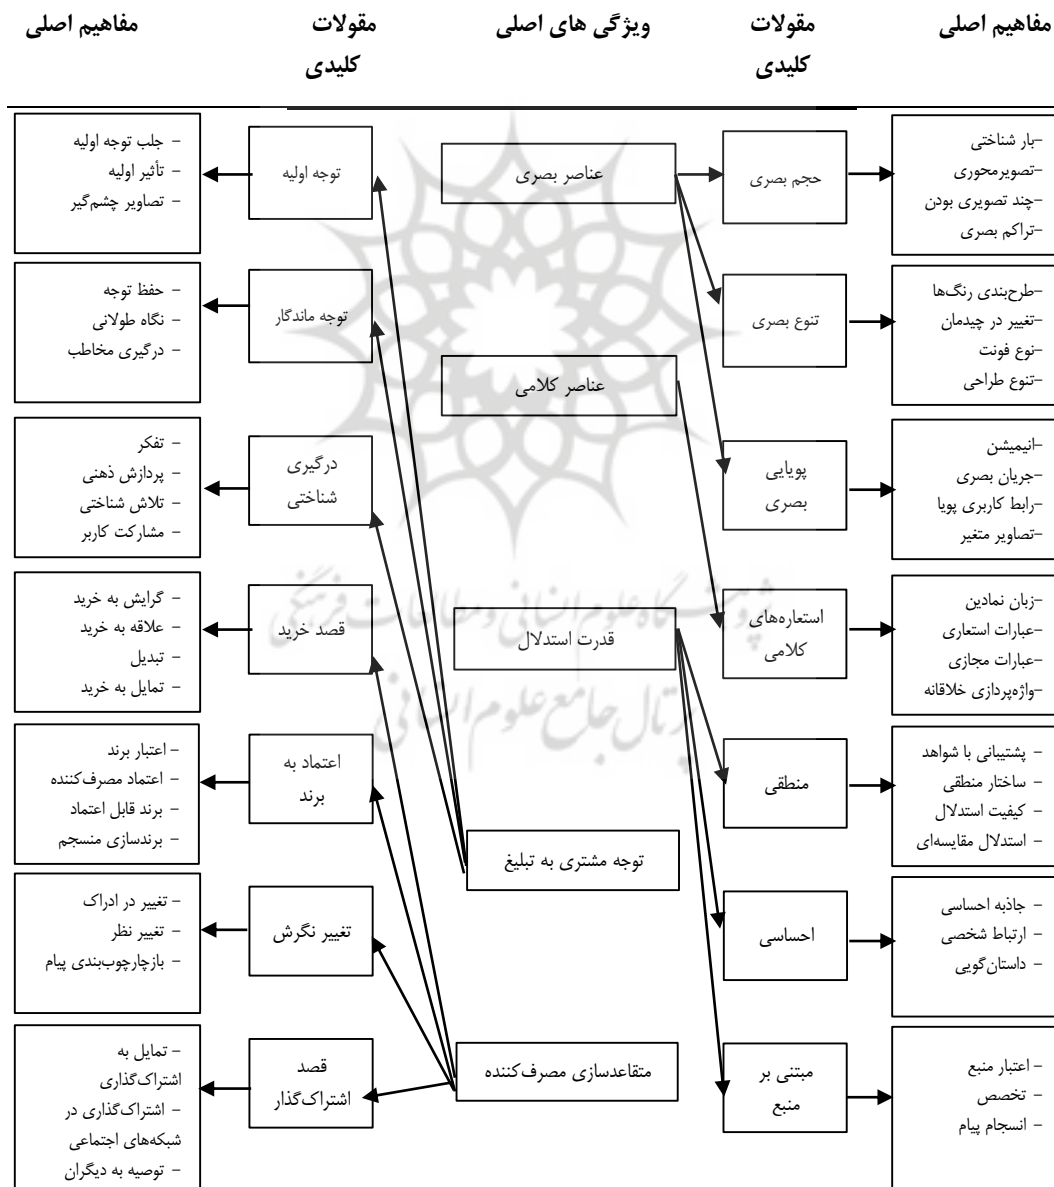 مفاهیم اصلی
مقولات
کلیدی
ویژگی های اصلی
مقولات
کلیدی
مفاهیم اصلی
-بار شناختی
-تصویرمحوری
-چند تصویری بودن
-تراکم بصری
حجم بصری
عناصر بصری
توجه اولیه
- جلب توجه اولیه
- تأثیر اولیه
- تصاویر چشم‌گیر
-طرح‌بندی رنگ‌ها
-تغییر در چیدمان
-نوع فونت
-تنوع طراحی
تنوع بصری
عناصر کلامی
توجه ماندگار
- حفظ توجه
- نگاه طولانی
- درگیری مخاطب
-انیمیشن
-جریان بصری
-رابط کاربری پویا
-تصاویر متغیر
پویایی
بصری
درگیری
شناختی
- تفکر
- پردازش ذهنی
- تلاش شناختی
- مشارکت کاربر
-زبان نمادین
-عبارات استعاری
-عبارات مجازی
-واژه‌پردازی خلاقانه
استعاره‌های
کلامی
قدرت استدلال
قصد خرید
- گرایش به خرید
- علاقه به خرید
- تبدیل
- تمایل به خرید
پژوهشگاه علوم انسانی و مطالعات فرهنگی
پرتال جامع علوم انسانی
- پشتیبانی با شواهد
- ساختار منطقی
- کیفیت استدلال
- استدلال مقایسه‌ای
منطقی
توجه مشتری به تبلیغ
اعتماد به
برند
- اعتبار برند
- اعتماد مصرف‌کننده
- برند قابل اعتماد
- برندسازی منسجم
- جاذبه احساسی
- ارتباط شخصی
- داستان‌گویی
احساسی
تغییر نگرش
- تغییر در ادراک
- تغییر نظر
- بازچارچوب‌بندی پیام
- اعتبار منبع
- تخصص
- انسجام پیام
مبتنی بر
منبع
متقاعدسازی مصرف‌کننده
قصد
اشتراک‌گذار
- تمایل به
اشتراک‌گذاری
- اشتراک‌گذاری در
شبکه‌های اجتماعی
- توصیه به دیگران